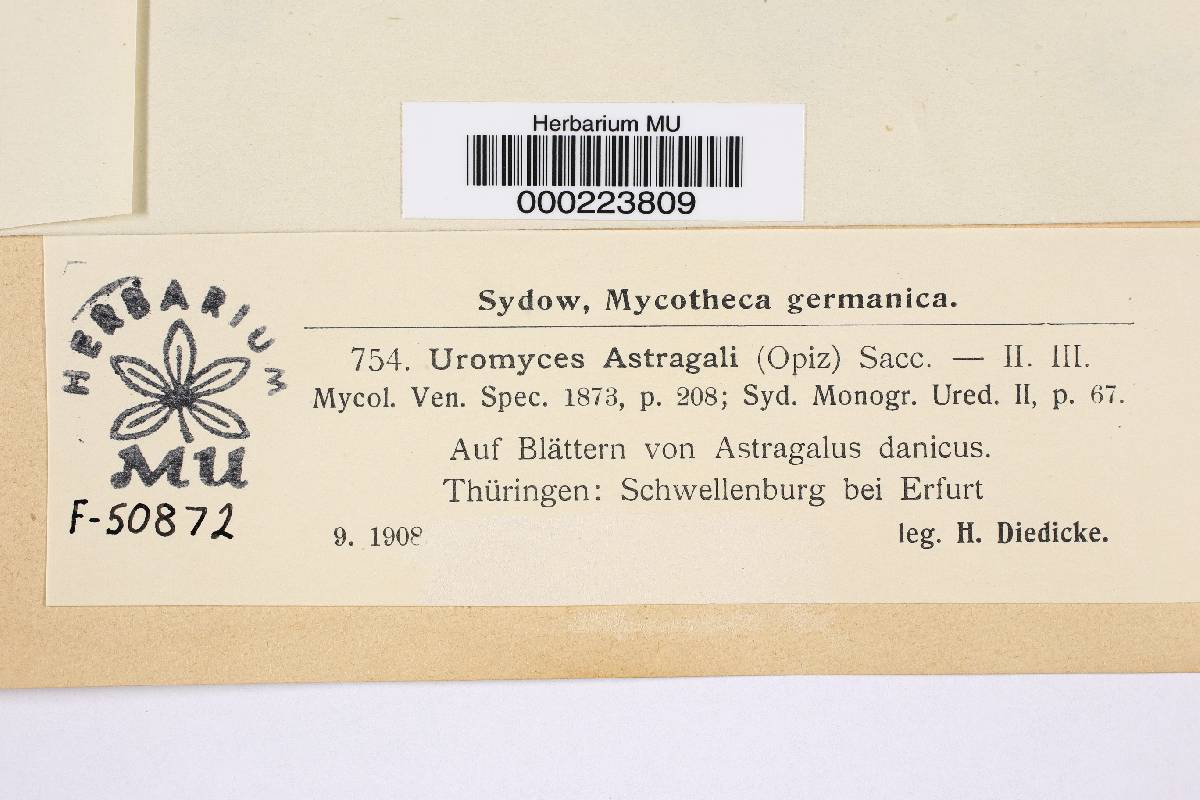 Herbarium MU
000223809
HERBARIUM
MU
F-50872
Sydow, Mycotheca germanica.
754. Uromyces Astragali (Opiz) Sacc. — II. III.
Mycol. Ven. Spec. 1873, p. 208; Syd. Monogr. Ured. II, p. 67.
Auf Blättern von Astragalus danicus.
Thüringen: Schwellenburg bei Erfurt
9. 1908 leg. H. Diedicke.